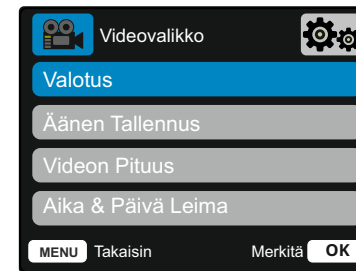 Videovalikko
Valotus
Äänen Tallennus
Videon Pituus
Aika & Päivä Leima
MENU Takaisin Merkitä OK